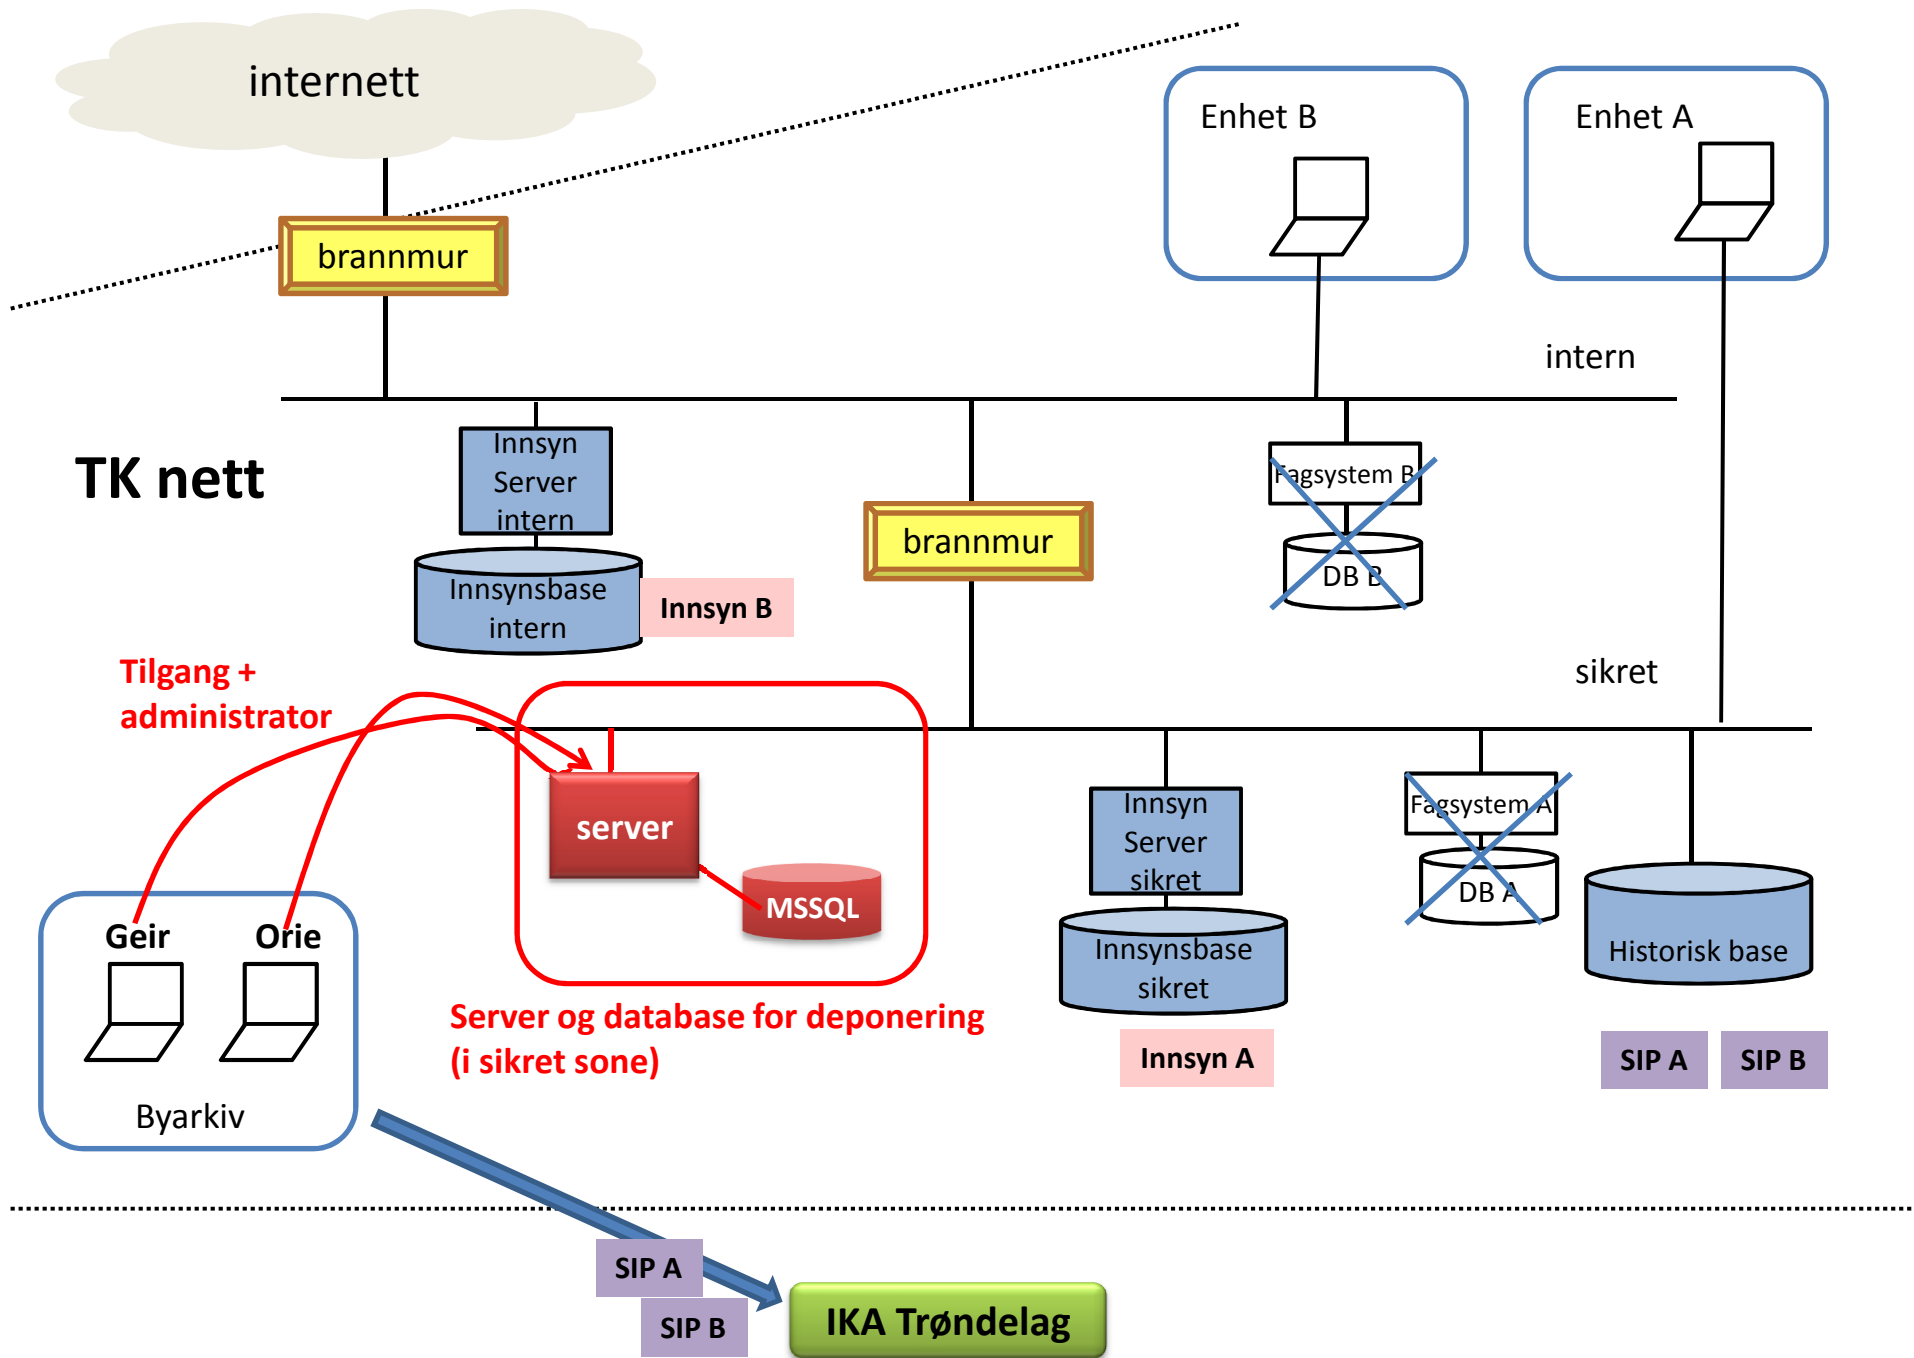 internett
Enhet B
Enhet A
brannmur
intern
TK nett
Innsyn
Server
intern
Fagsystem B
brannmur
DB B
Innsynsbase
intern
Innsyn B
Tilgang +
administrator
sikret
server
Innsyn
Server
sikret
Fagsystem A
DB A
MSSQL
Geir
Orie
Innsynsbase
sikret
Historisk base
Server og database for deponering
(i sikret sone)
Innsyn A
SIP A
SIP B
Byarkiv
SIP A
SIP B
IKA Trøndelag